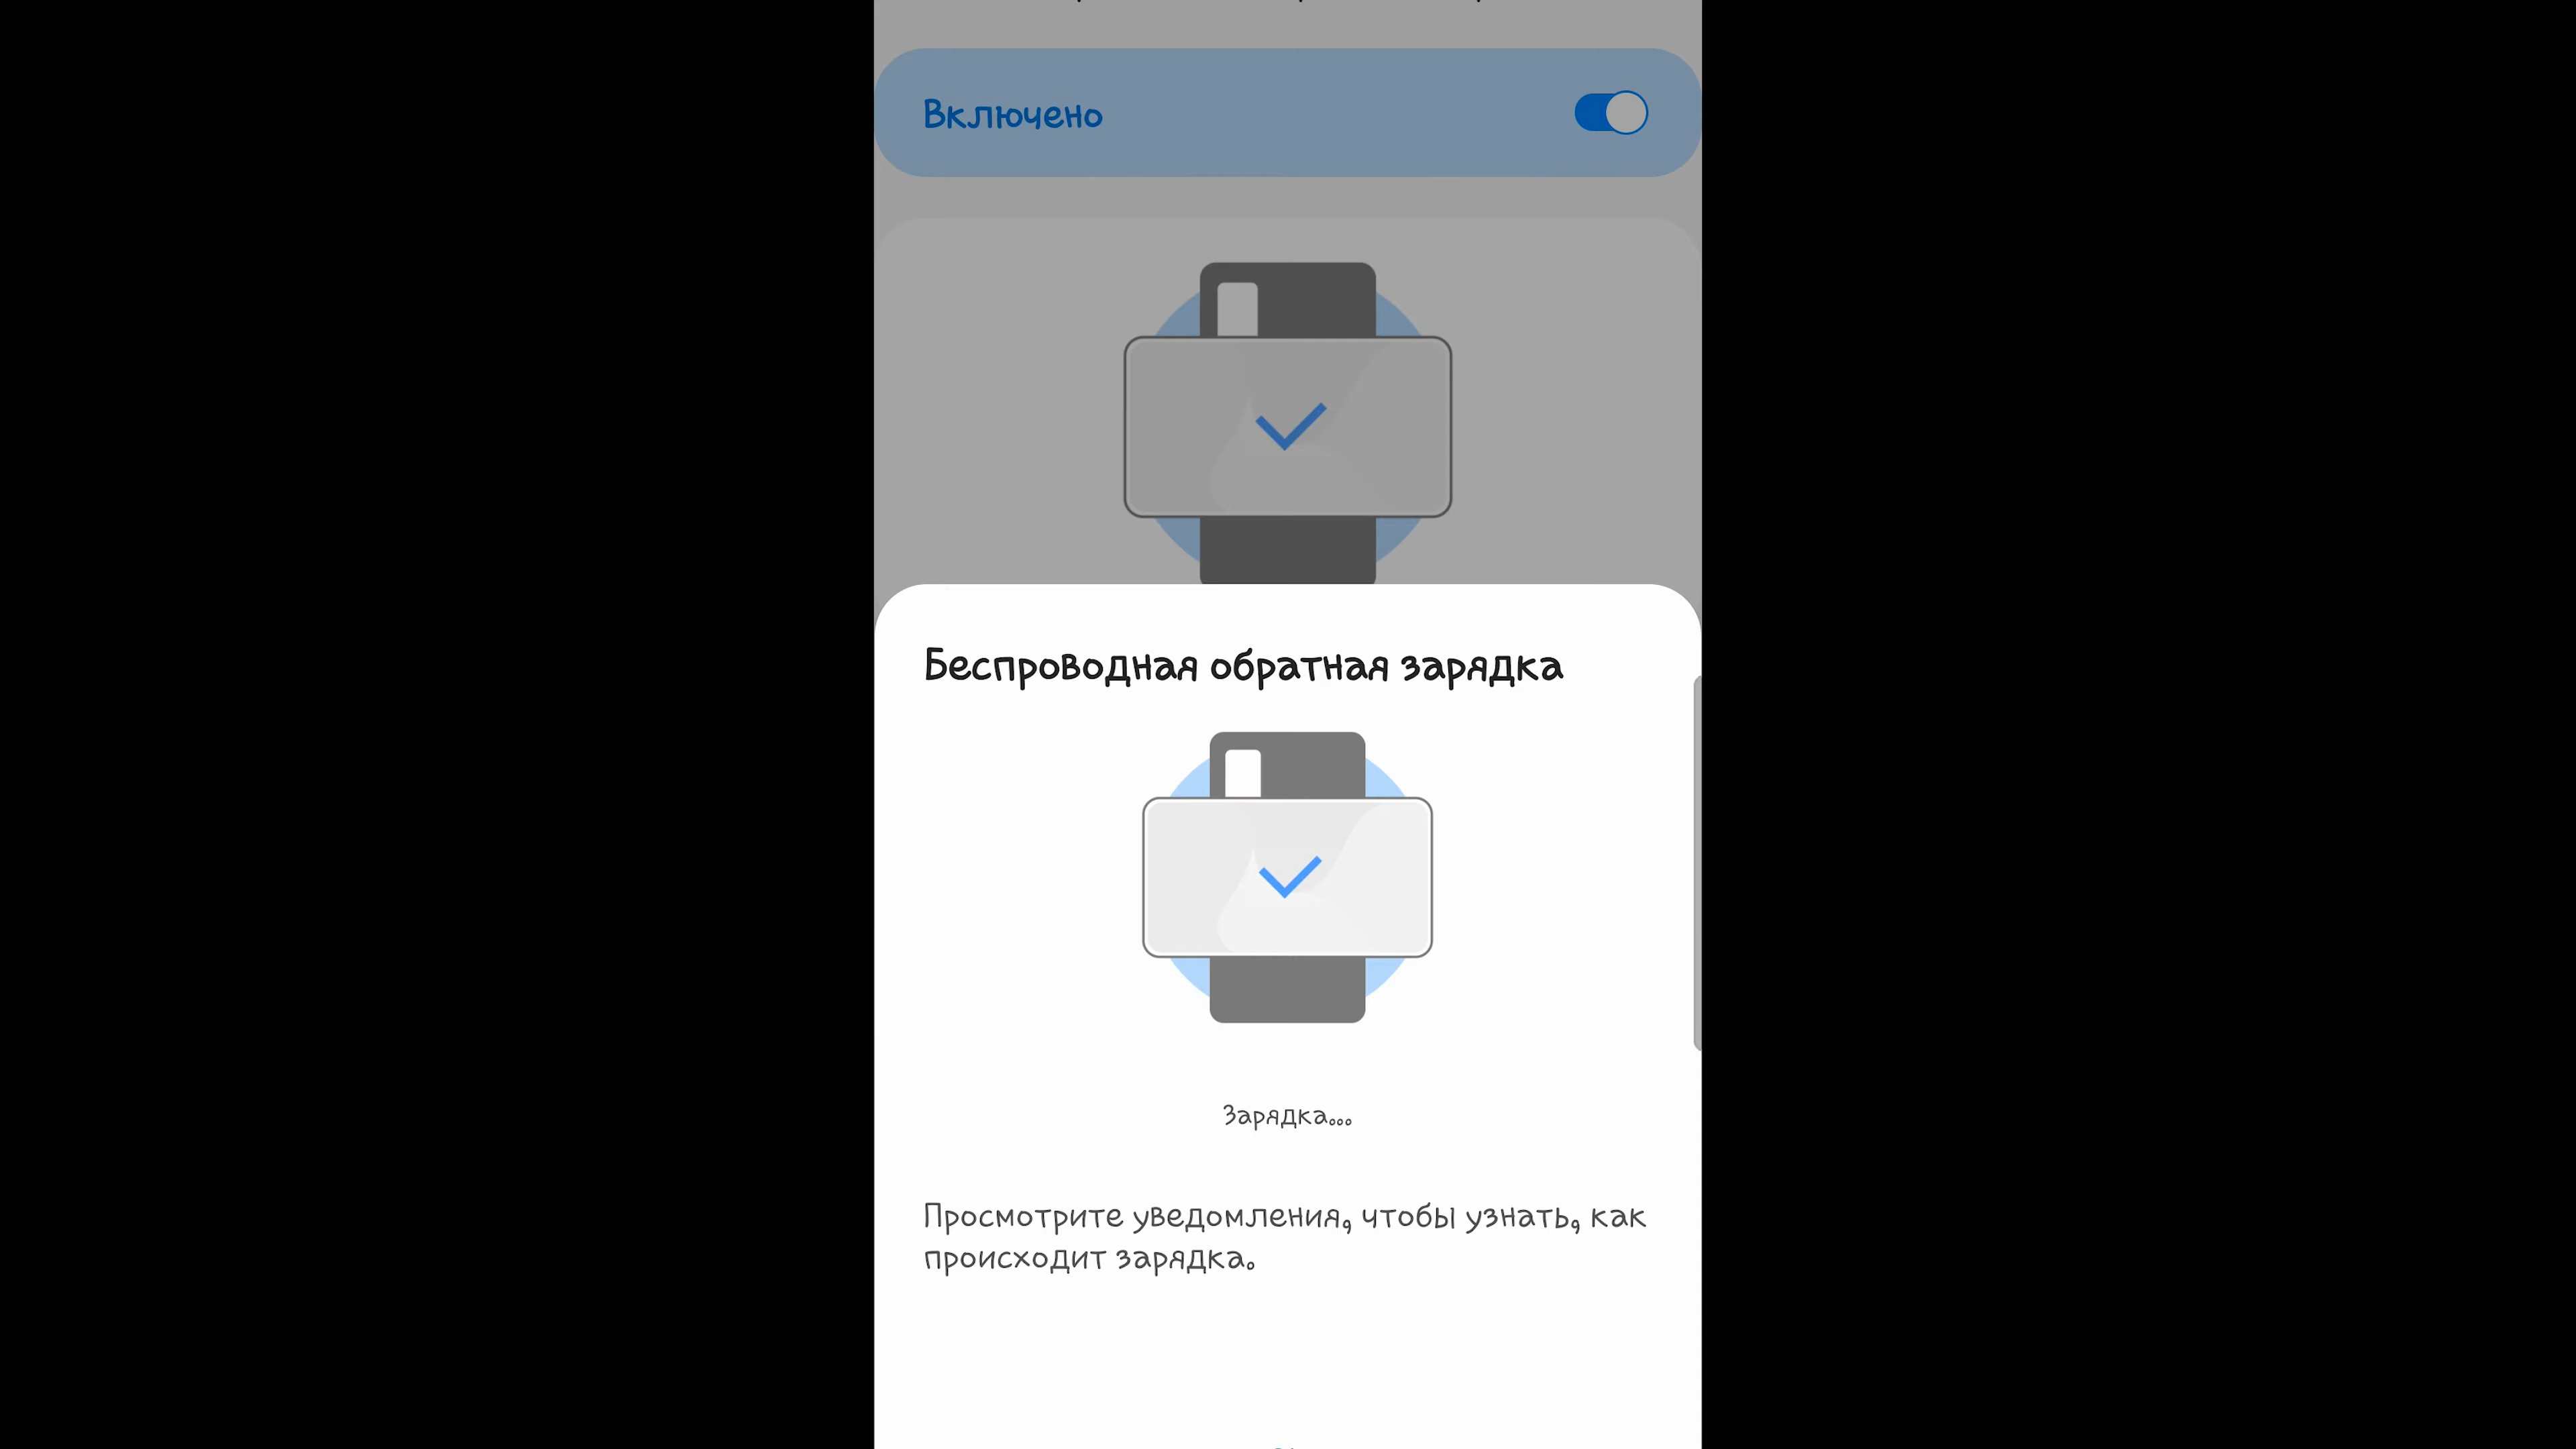 Включено
Беспроводная обратная зарядка
Зарядка...
Просмотрите уведомления, чтобы узнать, как
происходит зарядка.